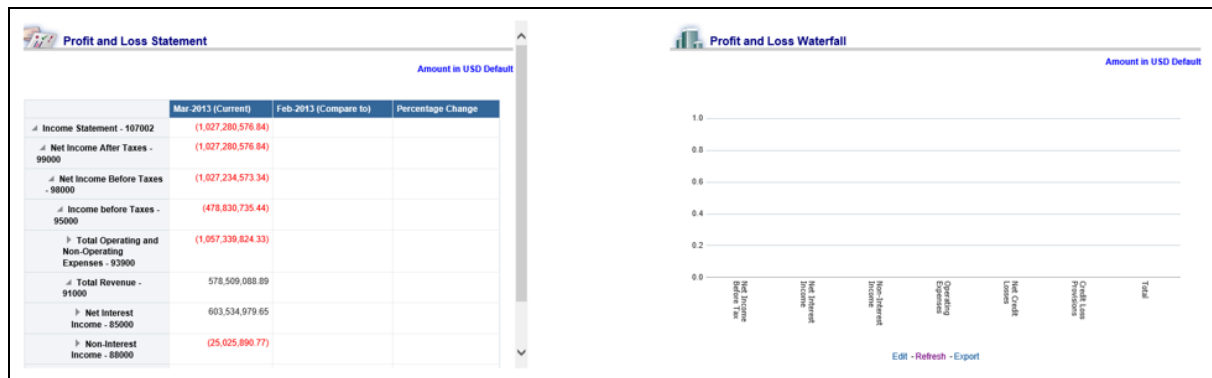 Profit and Loss Statement
Amount in USD Default
Mar-2013 (Current) Feb-2013 (Compare to) Percentage Change
Income Statement - 107002 (1,027,280,576.84)
Net Income After Taxes - (1,027,280,576.84)
99000
Net Income Before Taxes (1,027,234,573.34)
- 98000
Income before Taxes - (478,830,735.44)
95000
Total Operating and (1,057,339,824.33)
Non-Operating
Expenses - 93900
Total Revenue - 578,509,088.89
91000
Net Interest 603,534,979.65
Income - 85000
Non-Interest (25,025,890.77)
Income - 88000
Profit and Loss Waterfall
Amount in USD Default
1.0
0.8
0.6
0.4
0.2
0.0
Net Income
Before Tax
Net Interest
Income
Non-Interest
Income
Operating
Expenses
Net Credit
Losses
Credit Loss
Provisions
Total
Edit - Refresh - Export